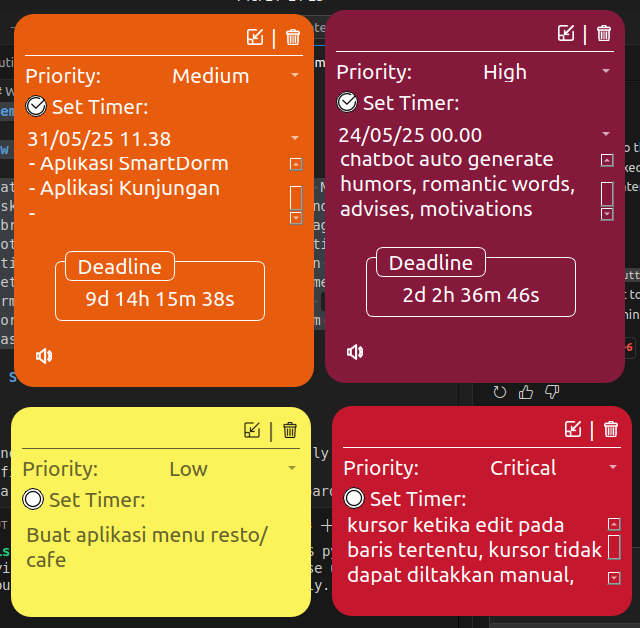 Priority: Medium
Set Timer:
31/05/25 11.38
- Aplikasi SmartDorm
- Aplikasi Kunjungan
-
Deadline
9d 14h 15m 38s
Priority: High
Set Timer:
24/05/25 00.00
chatbot auto generate
humors, romantic words,
advises, motivations
Deadline
2d 2h 36m 46s
Priority: Low
Set Timer:
Buat aplikasi menu resto/
cafe
Priority: Critical
Set Timer:
kursor ketika edit pada
baris tertentu, kursor tidak
dapat diltakkan manual,